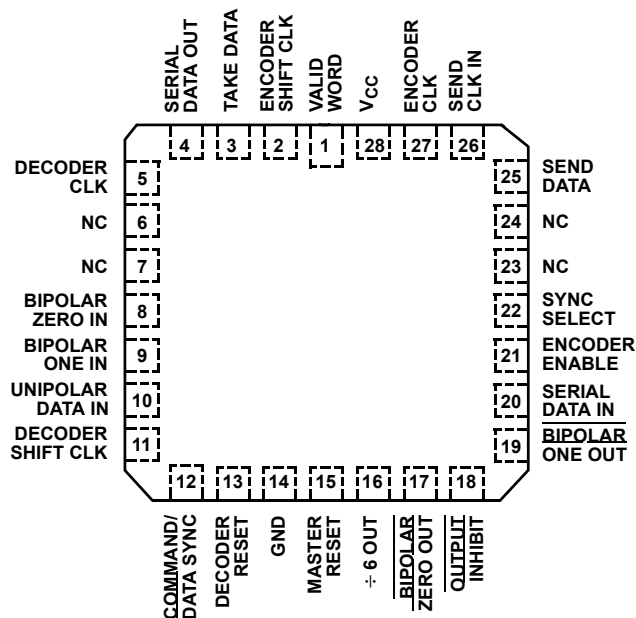 SERIAL
DATA OUT
TAKE DATA
ENCODER
SHIFT CLK
VALID
WORD
VCC
ENCODER
CLK
SEND
CLK IN
4
3
2
1
28
27
26
DECODER
CLK
5
NC
6
NC
7
BIPOLAR
ZERO IN
8
BIPOLAR
ONE IN
9
UNIPOLAR
DATA IN
10
DECODER
SHIFT CLK
11
25
SEND
DATA
24
NC
23
NC
22
SYNC
SELECT
21
ENCODER
ENABLE
20
SERIAL
DATA IN
19
BIPOLAR
ONE OUT
12
13
14
15
16
17
18
COMMAND/
DATA SYNC
DECODER
RESET
GND
MASTER
RESET
÷ 6 OUT
BIPOLAR
ZERO OUT
OUTPUT
INHIBIT